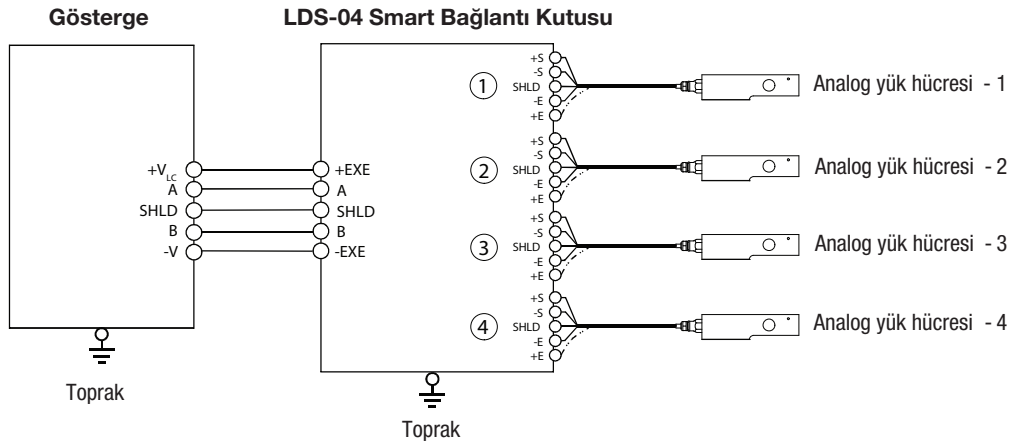 Gösterge
LDS-04 Smart Bağlantı Kutusu
+V LC
A
SHLD
B
-V
+EXE
A
SHLD
B
-EXE
1
+S
-S
SHLD
-E
+E
Analog yük hücresi - 1
2
+S
-S
SHLD
-E
+E
Analog yük hücresi - 2
3
+S
-S
SHLD
-E
+E
Analog yük hücresi - 3
4
+S
-S
SHLD
-E
+E
Analog yük hücresi - 4
Toprak
Toprak